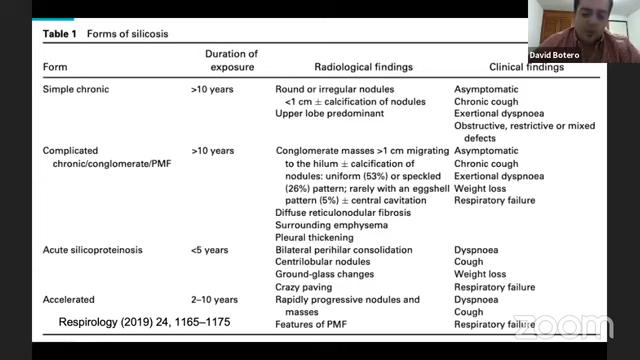 David Botero
Table 1 Forms of silicosis
Form Duration of exposure Radiological findings Clinical findings
Simple chronic >10 years Round or irregular nodules Asymptomatic
<1 cm ± calcification of nodules Chronic cough
Upper lobe predominant Exertional dyspnoea
Obstructive, restrictive or mixed
defects
Complicated >10 years Conglomerate masses >1 cm migrating Asymptomatic
chronic/conglomerate/PMF to the hilum ± calcification of Chronic cough
nodules: uniform (53%) or speckled Exertional dyspnoea
(26%) pattern; rarely with an eggshell Weight loss
pattern (5%) ± central cavitation Respiratory failure
Diffuse reticulonodular fibrosis
Surrounding emphysema
Pleural thickening
Acute silicoproteinosis <5 years Bilateral perihilar consolidation Dyspnoea
Centrilobular nodules Cough
Ground-glass changes Weight loss
Crazy paving Respiratory failure
Accelerated 2–10 years Rapidly progressive nodules and Dyspnoea
masses Cough
Features of PMF Respiratory failure
Respirology (2019) 24, 1165–1175
zoom